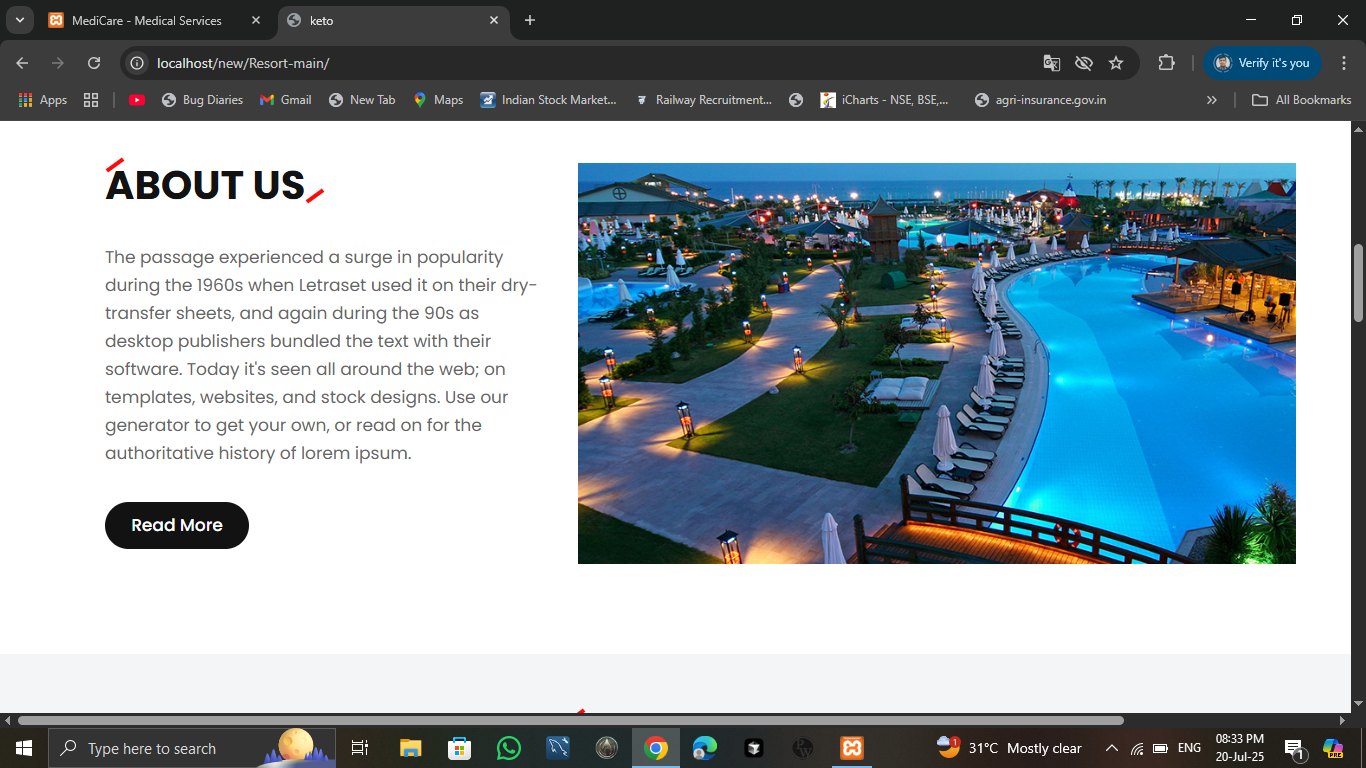 MediCare - Medical Services
keto
localhost/new/Resort-main/
Verify it's you
Apps
Bug Diaries
Gmail
New Tab
Maps
Indian Stock Market...
Railway Recruitment...
iCharts - NSE, BSE,...
agri-insurance.gov.in
All Bookmarks
ABOUT US
The passage experienced a surge in popularity
during the 1960s when Letraset used it on their dry-
transfer sheets, and again during the 90s as
desktop publishers bundled the text with their
software. Today it's seen all around the web; on
templates, websites, and stock designs. Use our
generator to get your own, or read on for the
authoritative history of lorem ipsum.
Read More
Type here to search
1
31°C Mostly clear
ENG
08:33 PM
20-Jul-25
1
PRE